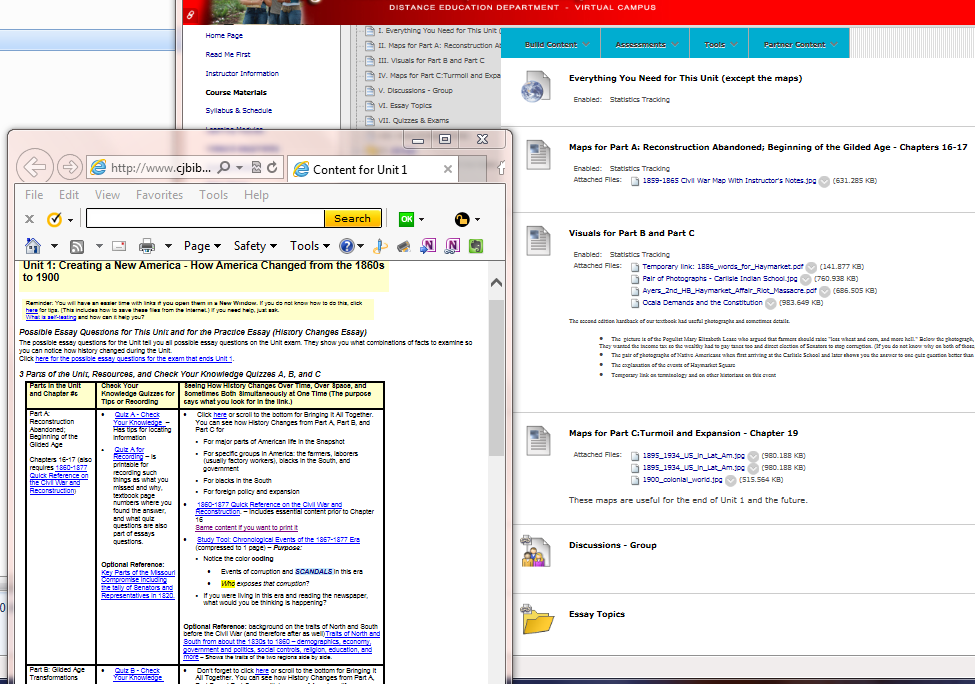 DISTANCE EDUCATION DEPARTMENT - VIRTUAL CAMPUS
Home Page
Read Me First
Instructor Information
Course Materials
Syllabus & Schedule
Learning Modules
I. Everything You Need for This Unit (
II. Maps for Part A: Reconstruction Ab
III. Visuals for Part B and Part C
IV. Maps for Part C:Turmoil and Expa
V. Discussions - Group
VI. Essay Topics
VII. Quizzes & Exams
Build Content
Assessments
Tools
Partner Content
Everything You Need for This Unit (except the maps)
Enabled: Statistics Tracking
Maps for Part A: Reconstruction Abandoned; Beginning of the Gilded Age - Chapters 16-17
Enabled: Statistics Tracking
Attached Files: 1859-1865 Civil War Map With Instructor's Notes.jpg (631.285 KB)
Visuals for Part B and Part C
Enabled: Statistics Tracking
Attached Files: Temporary link: 1886_words_for_Haymarket.pdf (141.877 KB)
Pair of Photographs - Carlisle Indian School.jpg (760.938 KB)
Ayers_2nd_HB_Haymarket_Affair_Riot_Massacre.pdf (686.505 KB)
Ocala Demands and the Constitution (983.649 KB)
The second edition hardback of our textbook had useful photographs and sometimes details.
• The picture is of the Populist Mary Elizabeth Lease who argued that farmers should raise "less wheat and corn, and more hell." Below the photograph,
They wanted the income tax so the wealthy had to pay taxes too and direct election of Senators to stop corruption. (If you do not know why on both of those,
• The pair of photographs of Native Americans when first arriving at the Carlisle School and later shows you the answer to one quiz question better than
• The explanation of the events of Haymarket Square
• Temporary link on terminology and on other historians on this event
Maps for Part C:Turmoil and Expansion - Chapter 19
Attached Files: 1895_1934_US_in_Lat_Am.jpg (980.188 KB)
1895_1934_US_in_Lat_Am.jpg (980.188 KB)
1900_colonial_world.jpg (515.564 KB)
These maps are useful for the end of Unit 1 and the future.
Discussions - Group
Essay Topics
http://www.cjbib...
Content for Unit 1
File Edit View Favorites Tools Help
Search
OK
Page Safety Tools
Unit 1: Creating a New America - How America Changed from the 1860s
to 1900
Reminder: You will have an easier time with links if you open them in a New Window. If you do not know how to do this, click
here for tips. (This includes how to save these files from the Internet.) If you need help, just ask.
What is self-testing and how can it help you?
Possible Essay Questions for This Unit and for the Practice Essay (History Changes Essay)
The possible essay questions for the Unit tell you all possible essay questions on the Unit exam. They show you what combinations of facts to examine so
you can notice how history changed during the Unit.
Click here for the possible essay questions for the exam that ends Unit 1.
3 Parts of the Unit, Resources, and Check Your Knowledge Quizzes A, B, and C
Parts in the Unit
and Chapter #s
Check Your
Knowledge Quizzes for
Tips or Recording
Seeing How History Changes Over Time, Over Space, and
Sometimes Both Simultaneously at One Time (The purpose
says what you look for in the link.)
Part A:
Reconstruction
Abandoned;
Beginning of the
Gilded Age
Chapters 16-17 (also
requires 1860-1877
Quick Reference on
the Civil War and
Reconstruction)
• Quiz A - Check
Your Knowledge –
Has tips for locating
information
• Quiz A for
Recording – is
printable for
recording such
things as what you
missed and why,
textbook page
numbers where you
found the answer,
and what quiz
questions are also
part of essays
questions.
Optional Reference:
Key Parts of the Missouri
Compromise including
the tally of Senators and
Representatives in 1820.
• Click here or scroll to the bottom for Bringing It All Together.
You can see how History Changes from Part A, Part B, and
Part C for
• For major parts of American life in the Snapshot
• For specific groups in America: the farmers, laborers
(usually factory workers), blacks in the South, and
government
• For blacks in the South
• For foreign policy and expansion
• 1860-1877 Quick Reference on the Civil War and
Reconstruction – includes essential content prior to Chapter
16
Same content if you want to print it
• Study Tool: Chronological Events of the 1867-1877 Era
(compressed to 1 page) – Purpose:
• Notice the color coding
• Events of corruption and SCANDALS in this era
• Who exposes that corruption?
• If you were living in this era and reading the newspaper,
what would you be thinking is happening?
Optional Reference: background on the traits of North and South
before the Civil War (and therefore after as well)Traits of North and
South from about the 1830s to 1860 – demographics, economy,
government and politics, social controls, religion, education, and
more – Shows the traits of the two regions side by side.
Part B: Gilded Age
Transformations
• Quiz B - Check
Your Knowledge
• Don't forget to click here or scroll to the bottom for Bringing It
All Together. You can see how History Changes from Part A,